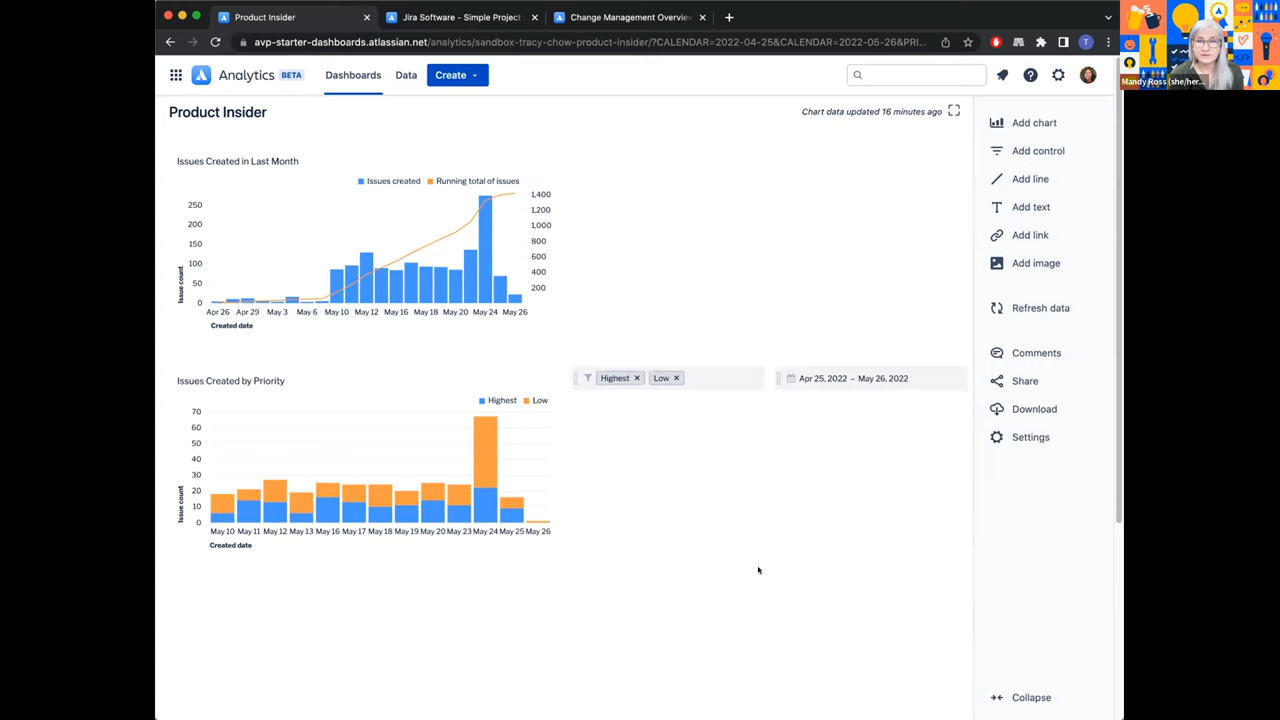 Product Insider
Jira Software - Simple Project
Change Management Overview
avp-starter-dashboards.atlassian.net/analytics/sandbox-tracy-chow-product-insider/?CALENDAR=2022-04-25&CALENDAR=2022-05-26&PRI...
T
Analytics BETA
Dashboards
Data
Create
Mandy Ross (she/her...
Product Insider
Chart data updated 16 minutes ago
Issues Created in Last Month
Issues created
Running total of issues
250
200
150
100
50
0
Issue count
1,400
1,200
1,000
800
600
400
200
Apr 26 Apr 29 May 3 May 6 May 10 May 12 May 16 May 18 May 20 May 24 May 26
Created date
Issues Created by Priority
Highest
Low
Apr 25, 2022 – May 26, 2022
Highest
Low
70
60
50
40
30
20
10
0
Issue count
May 10 May 11 May 12 May 13 May 16 May 17 May 18 May 19 May 20 May 23 May 24 May 25 May 26
Created date
Add chart
Add control
Add line
Add text
Add link
Add image
Refresh data
Comments
Share
Download
Settings
Collapse